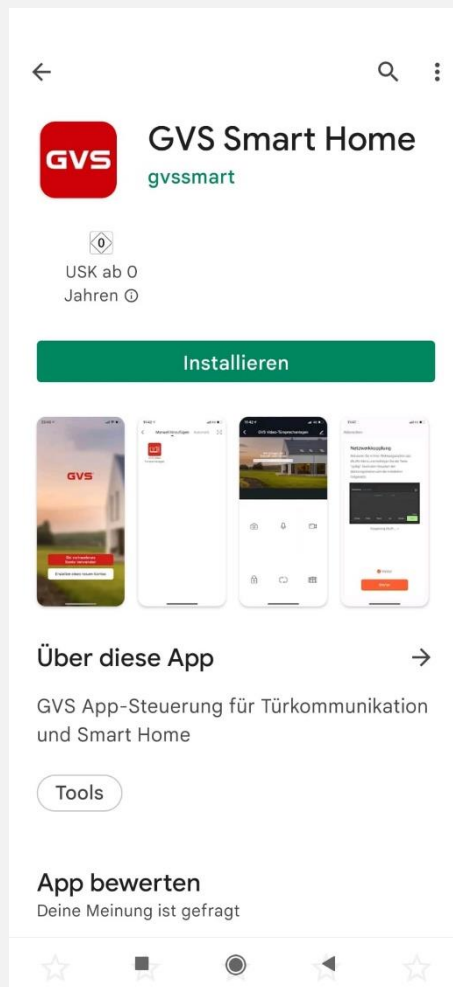 GVS
GVS Smart Home
gvssmart
0
USK ab 0
Jahren
Installieren
GVS
Über diese App
GVS App-Steuerung für Türkommunikation
und Smart Home
Tools
App bewerten
Deine Meinung ist gefragt